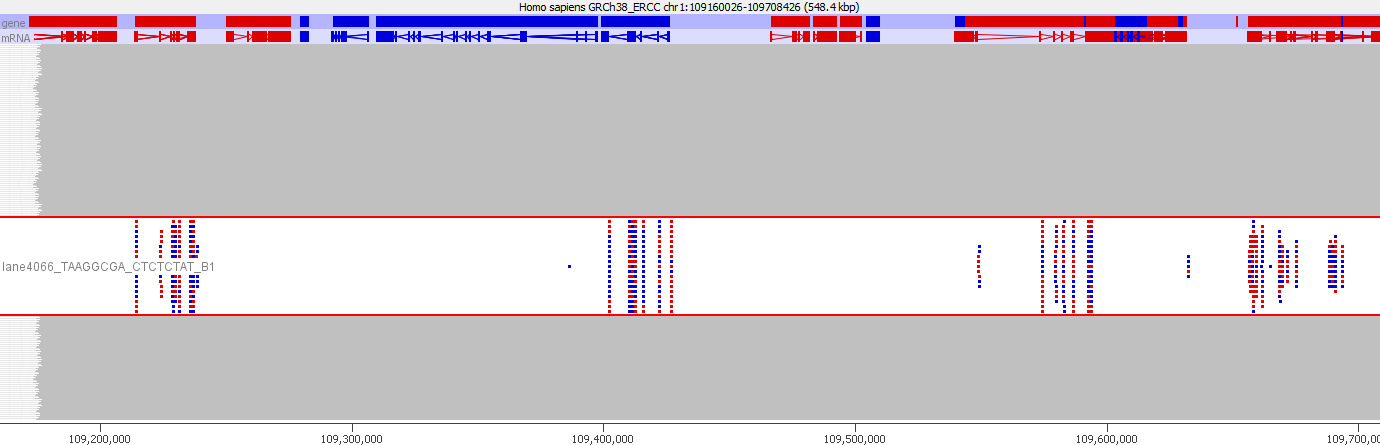 Homo sapiens GRCh38_ERCC chr1:109160026-109708426 (548.4 kbp)
gene
mRNA
lane4066_TAAGGCGA_CTCTCTAT_B1
109,200,000 109,300,000 109,400,000 109,500,000 109,600,000 109,700,000